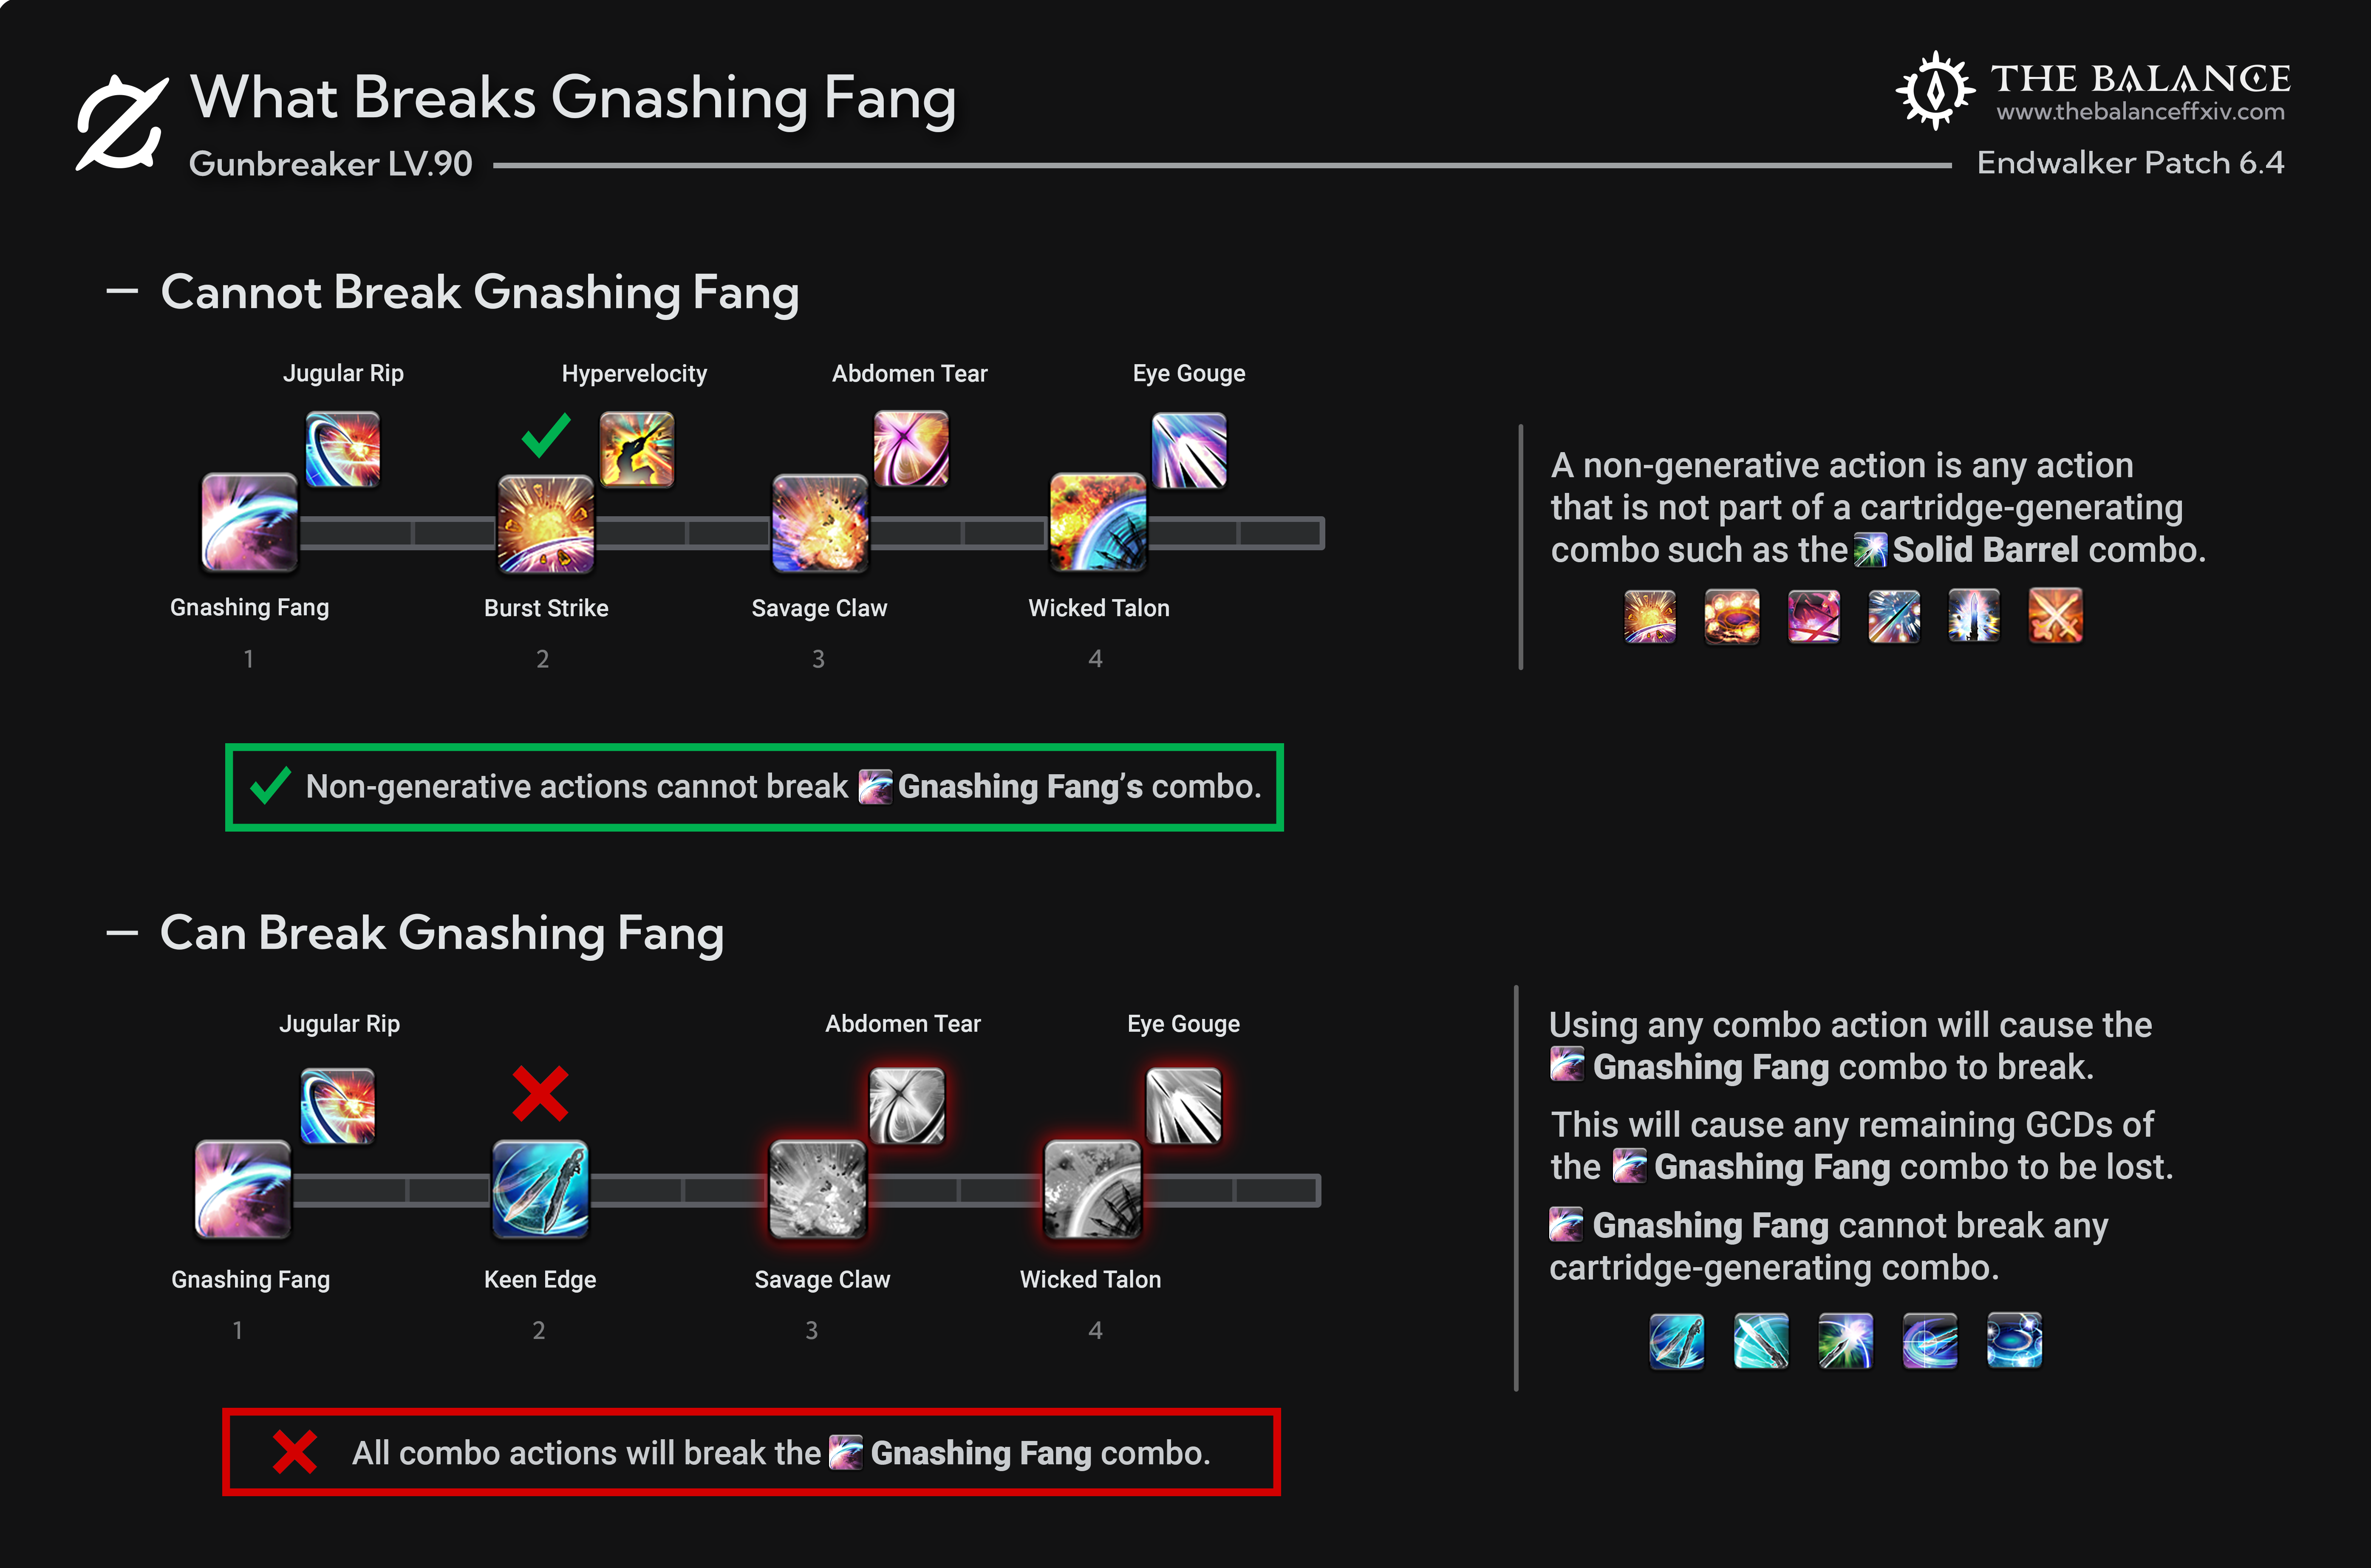 What Breaks Gnashing Fang
THE BALANCE
www.thebalanceffxiv.com
Gunbreaker LV.90
Endwalker Patch 6.4
Cannot Break Gnashing Fang
Jugular Rip
Hypervelocity
Abdomen Tear
Eye Gouge
Gnashing Fang
Burst Strike
Savage Claw
Wicked Talon
1
2
3
4
A non-generative action is any action
that is not part of a cartridge-generating
combo such as the Solid Barrel combo.
Non-generative actions cannot break Gnashing Fang’s combo.
Can Break Gnashing Fang
Jugular Rip
Abdomen Tear
Eye Gouge
Gnashing Fang
Keen Edge
Savage Claw
Wicked Talon
1
2
3
4
Using any combo action will cause the
Gnashing Fang combo to break.
This will cause any remaining GCDs of
the Gnashing Fang combo to be lost.
Gnashing Fang cannot break any
cartridge-generating combo.
All combo actions will break the Gnashing Fang combo.